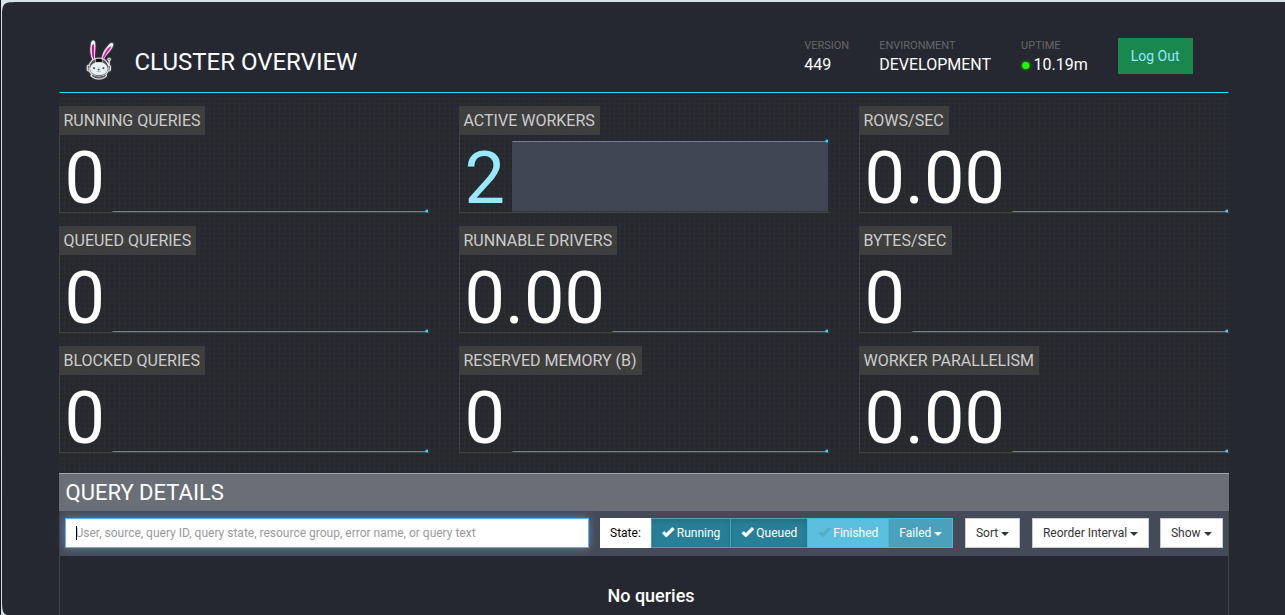 CLUSTER OVERVIEW
VERSION
449
ENVIRONMENT
DEVELOPMENT
UPTIME
10.19m
Log Out
RUNNING QUERIES
0
ACTIVE WORKERS
2
ROWS/SEC
0.00
QUEUED QUERIES
0
RUNNABLE DRIVERS
0.00
BYTES/SEC
0
BLOCKED QUERIES
0
RESERVED MEMORY (B)
0
WORKER PARALLELISM
0.00
QUERY DETAILS
User, source, query ID, query state, resource group, error name, or query text
State:
Running
Queued
Finished
Failed
Sort
Reorder Interval
Show
No queries